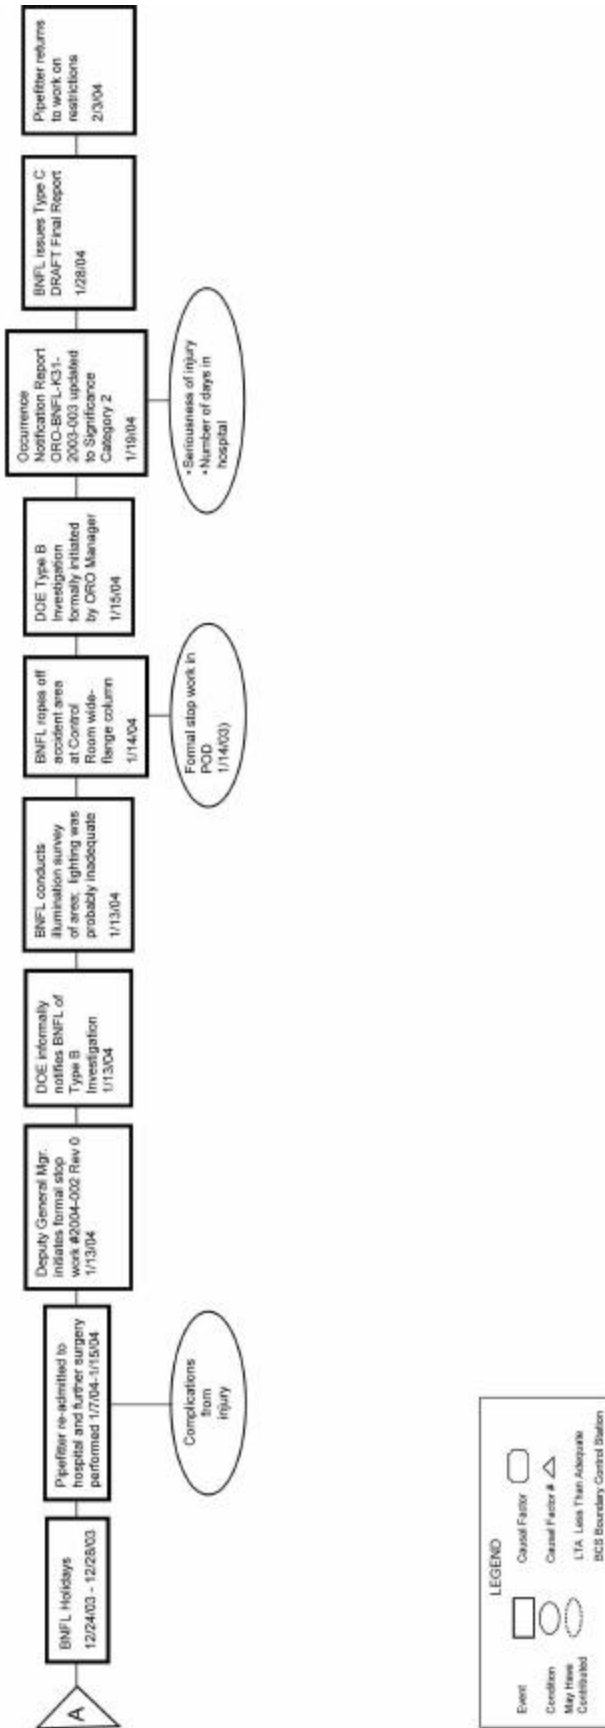 A
BNFL Holidays
12/24/03 - 12/28/03
Pipefitter re-admitted to
hospital and further surgery
performed 1/7/04-1/15/04
Complications
from
injury
Deputy General Mgr.
initiates formal stop
work #2004-002 Rev 0
1/13/04
DOE informally
notifies BNFL of
Type B
Investigation
1/13/04
BNFL conducts
illumination survey
of area; lighting was
probably inadequate
1/13/04
BNFL ropes off
accident area
at Control
Room wide-
flange column
1/14/04
Formal stop work in
POD
1/14/03)
DOE Type B
Investigation
formally initiated
by ORO Manager
1/15/04
Occurrence
Notification Report
ORO-BNFL-K31-
2003-003 updated
to Significance
Category 2
1/19/04
• Seriousness of injury
• Number of days in
hospital
BNFL issues Type C
DRAFT Final Report
1/28/04
Pipefitter returns
to work on
restrictions
2/3/04
LEGEND
Event
Causal Factor
Condition
Causal Factor #
May Have
Contributed
LTA Less Than Adequate
BCS Boundary Control Station